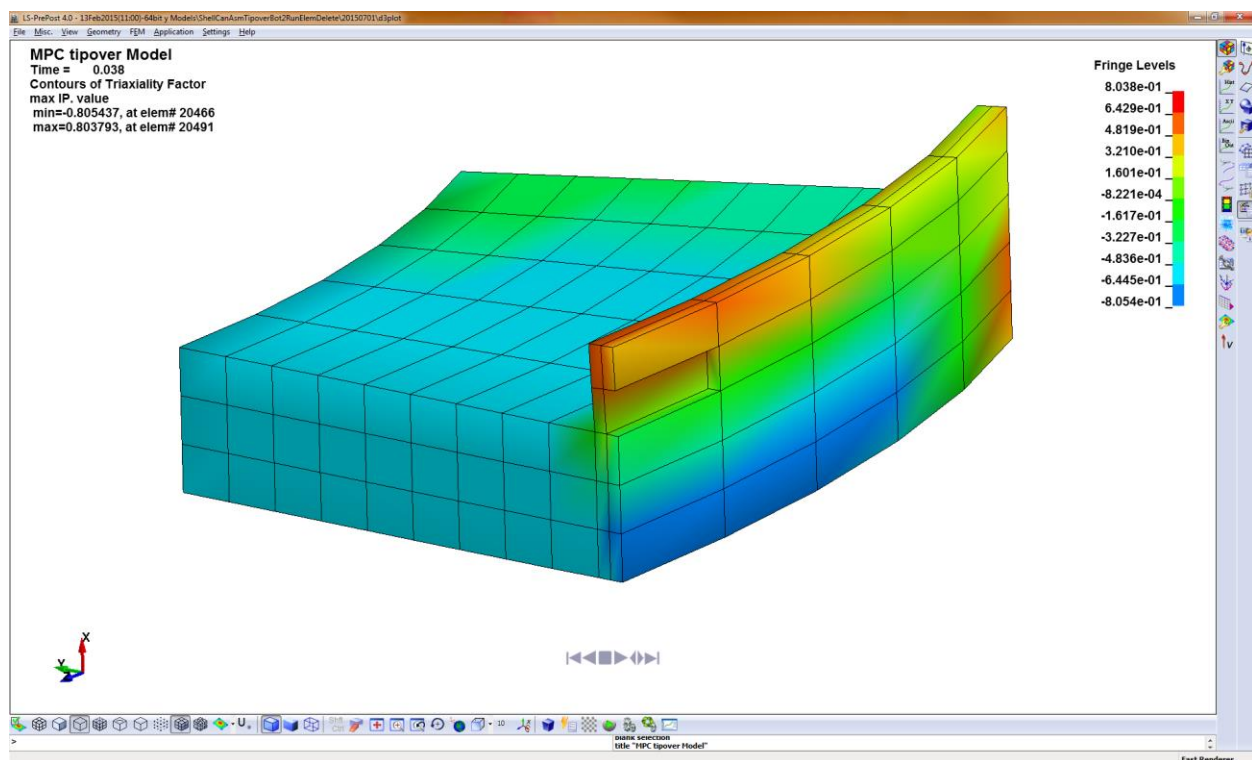 LS-PrePost 4.0 - 13Feb2015(11:00)-64bit y Models\ShellCanAsmTipoverBot2RunElemDelete\20150701\d3plot
File Misc. View Geometry FEM Application Settings Help
MPC tipover Model
Time = 0.038
Contours of Triaxiality Factor
max IP. value
min=-0.805437, at elem# 20466
max=0.803793, at elem# 20491
Fringe Levels
8.038e-01
6.429e-01
4.819e-01
3.210e-01
1.601e-01
-8.221e-04
-1.617e-01
-3.227e-01
-4.836e-01
-6.445e-01
-8.054e-01
X
Y
Z
V
10
>
blank selection
title "MPC tipover Model"
Fast Renderer